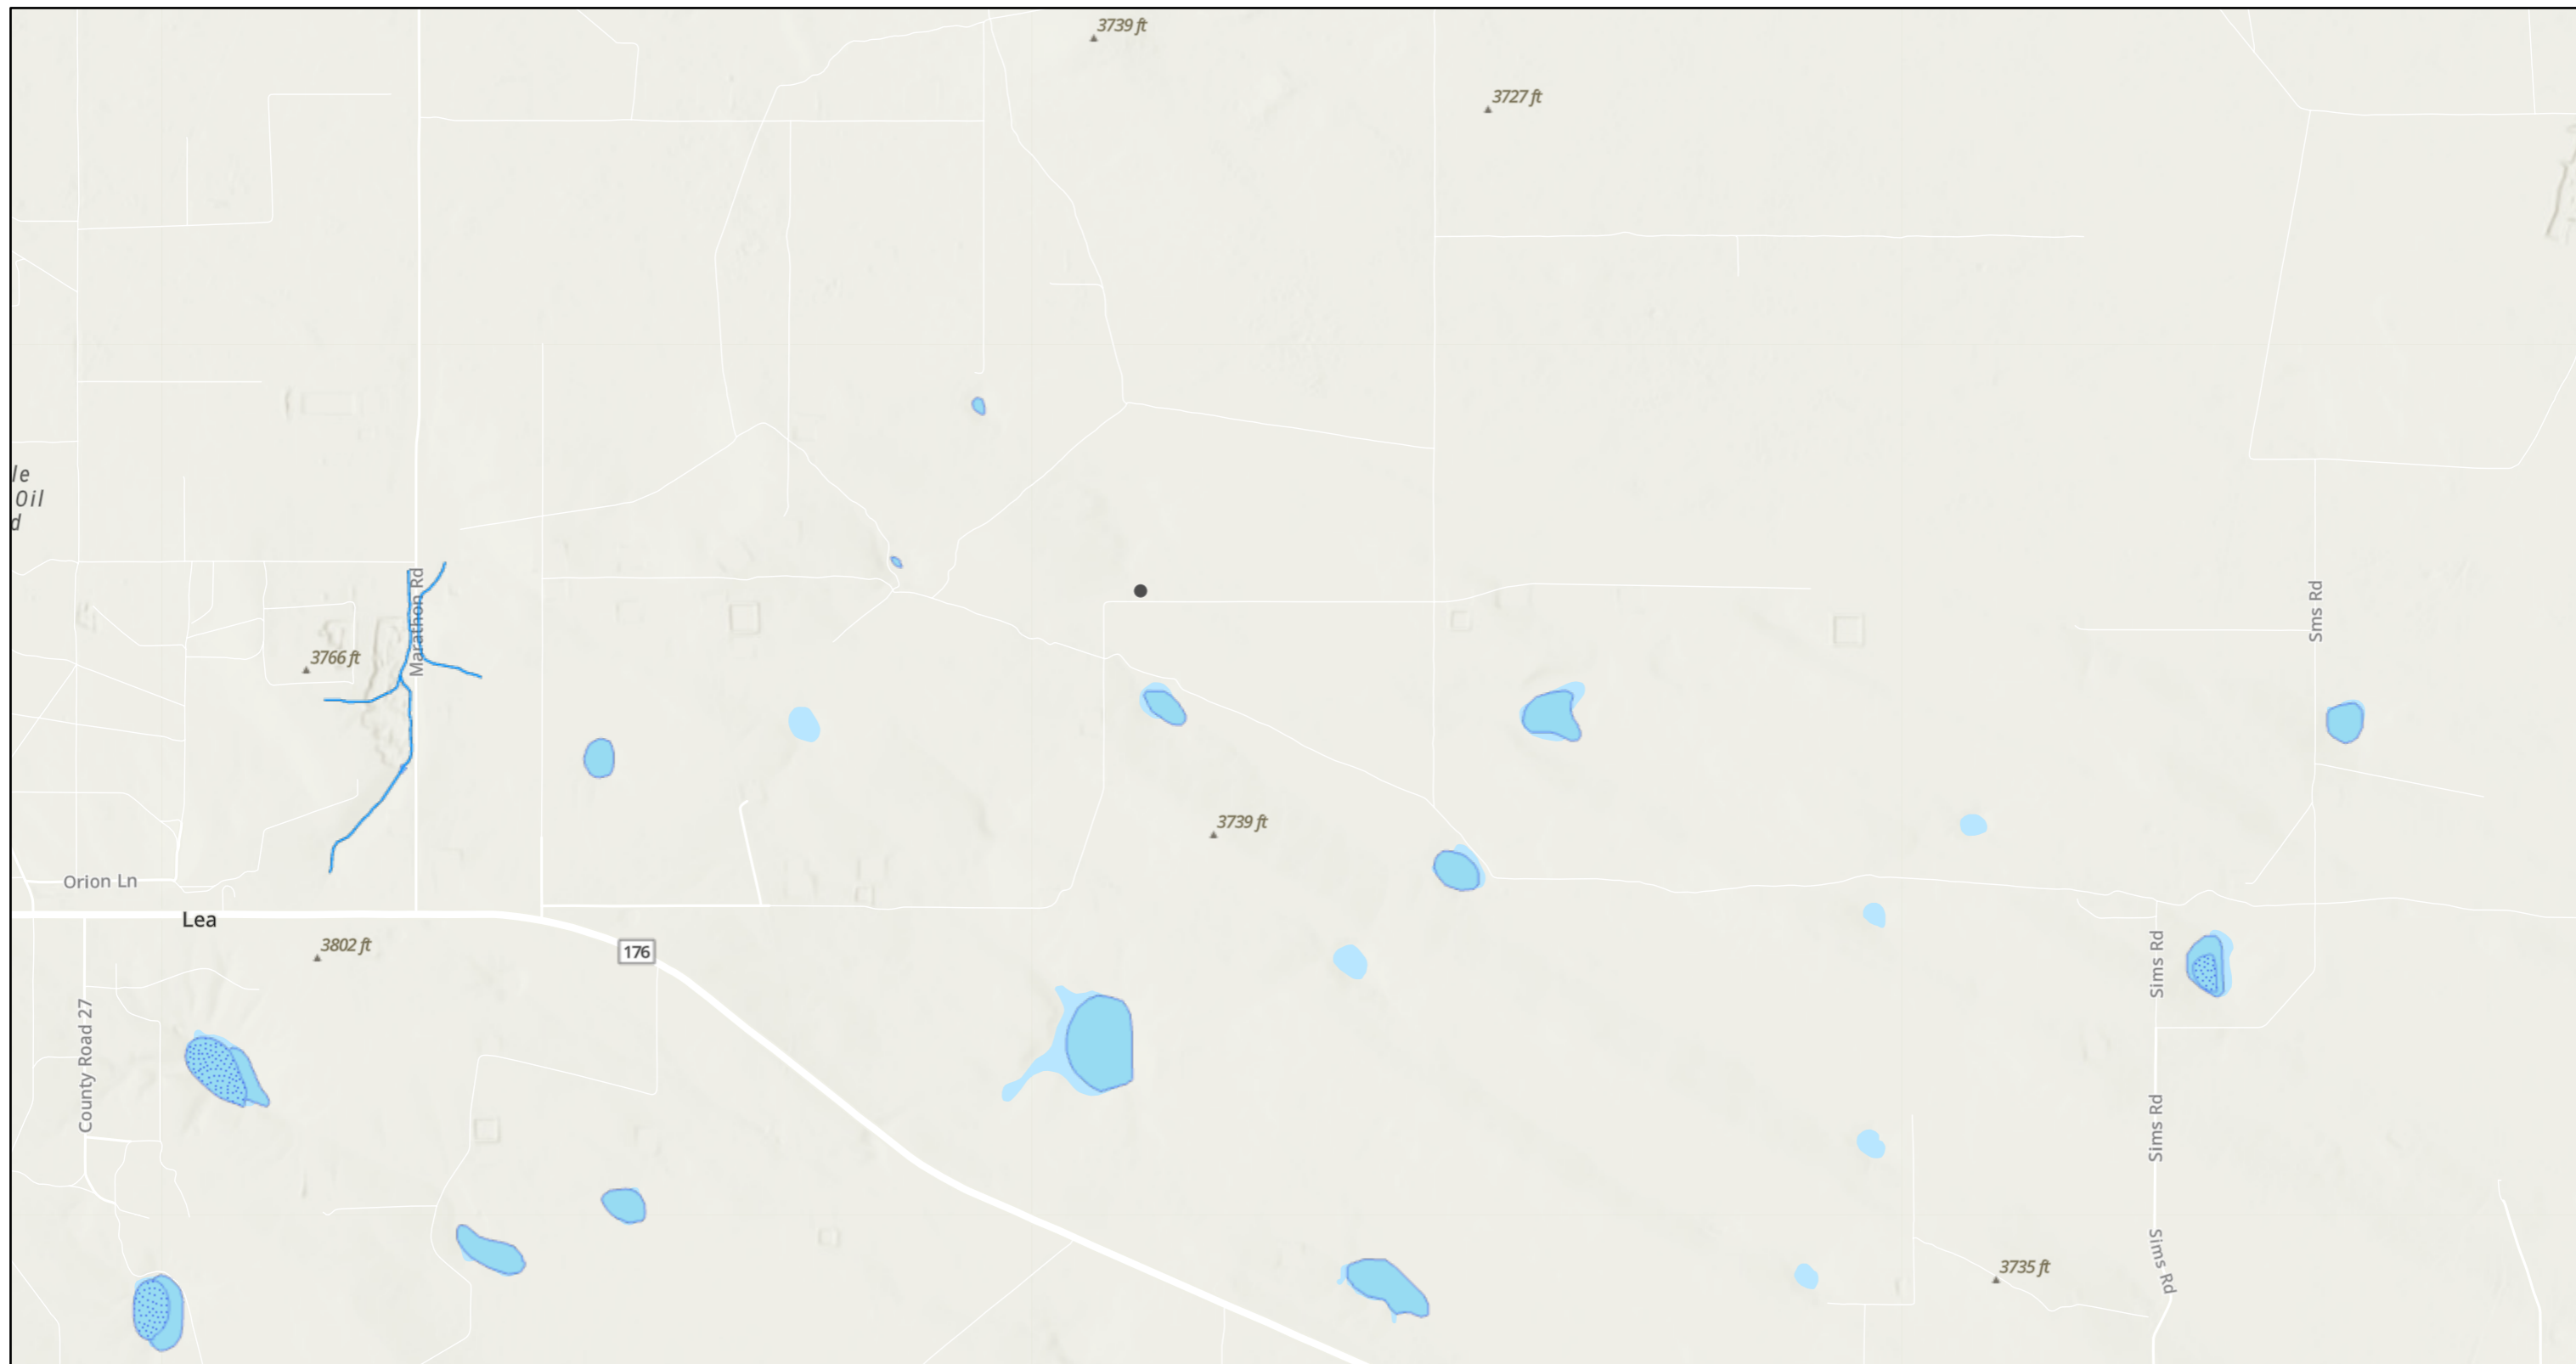 3739 ft
3727 ft
le
Oil
d
Marathon Rd
Sms Rd
3766 ft
3739 ft
Orion Ln
Lea
3802 ft
176
Sims Rd
County Road 27
Sims Rd
Sims Rd
3735 ft